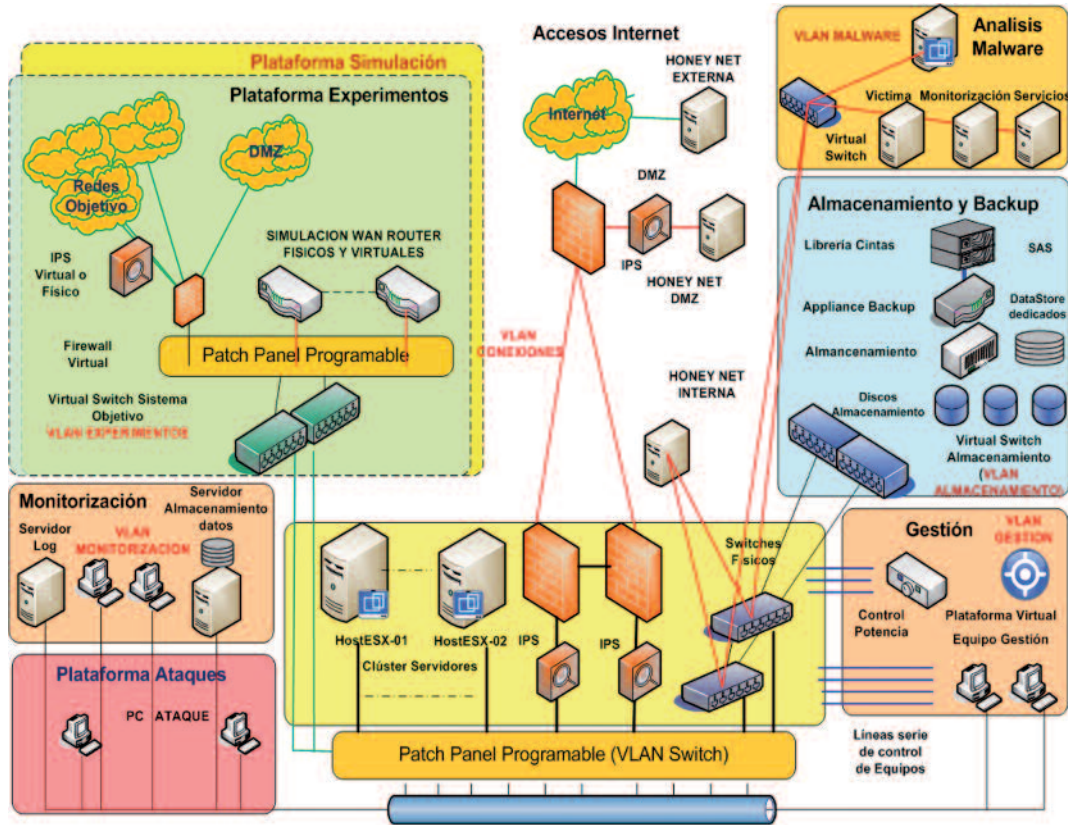 Plataforma Simulación
Plataforma Experimentos
Redes
Objetivo
DMZ
IPS
Virtual o
Físico
SIMULACION WAN ROUTER
FISICOS Y VIRTUALES
Firewall
Virtual
Patch Panel Programable
Virtual Switch Sistema
Objetivo
VLAN EXPERIMENTOS
Accesos Internet
HONEY NET
EXTERNA
Internet
DMZ
IPS
HONEY NET
DMZ
VLAN
CONEXIONES
HONEY NET
INTERNA
VLAN MALWARE
Analisis
Malware
Victima
Monitorización
Servicios
Virtual
Switch
Almacenamiento y Backup
Librería Cintas
SAS
Appliance Backup
DataStore
dedicados
Almancenamiento
Discos
Almacenamiento
Virtual Switch
Almacenamiento
(VLAN
ALMACENAMIENTO)
Monitorización
Servidor
Log
VLAN
MONITORIZACION
Servidor
Almacenamiento
datos
Plataforma Ataques
PC ATAQUE
HostESX-01
HostESX-02
Clúster Servidores
IPS
IPS
Switches
Fisicos
Patch Panel Programable (VLAN Switch)
Gestión
VLAN
GESTION
Control
Potencia
Plataforma Virtual
Equipo Gestión
Líneas serie
de control
de Equipos